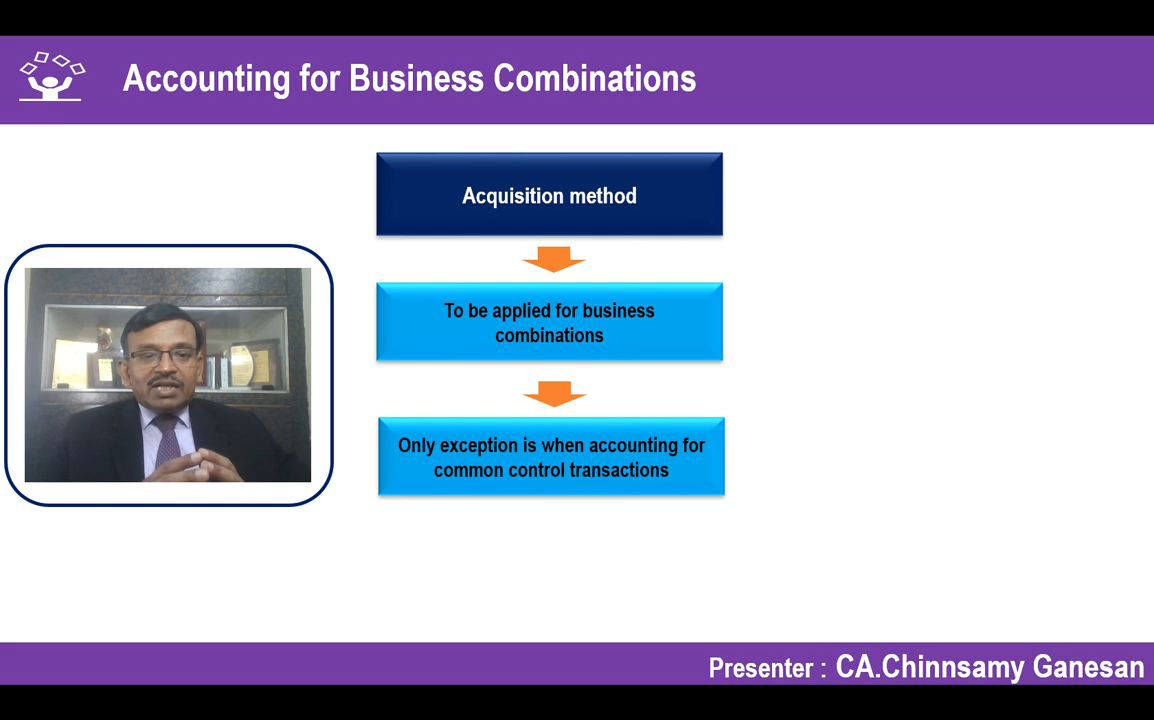 Accounting for Business Combinations
Acquisition method
To be applied for business
combinations
Only exception is when accounting for
common control transactions
Presenter : CA.Chinnsamy Ganesan